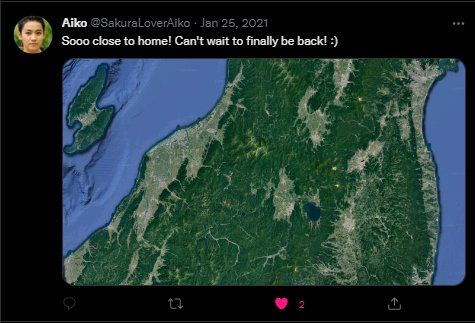 Aiko @SakuraLoverAiko · Jan 25, 2021
Sooo close to home! Can't wait to finally be back! :)
2